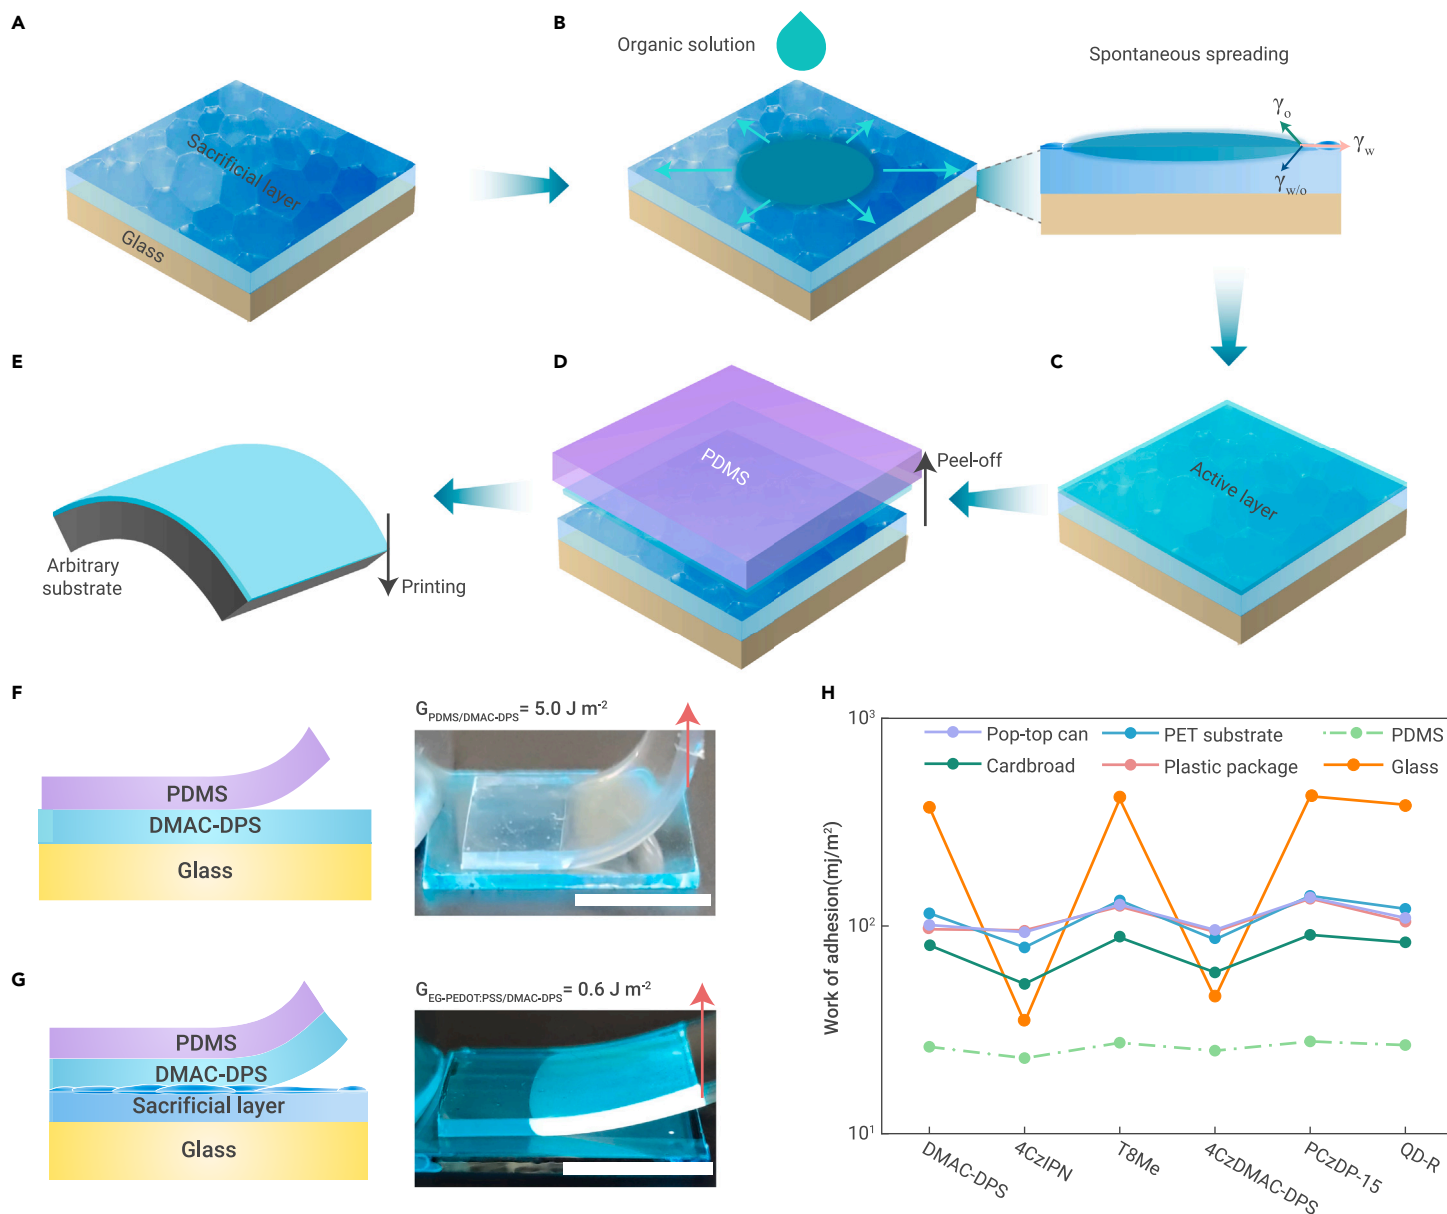 A
Sacrificial layer
Glass
B
Organic solution
Spontaneous spreading
γo
γw
γw/o
E
Arbitrary
substrate
Printing
D
PDMS
Peel-off
C
Active layer
F
PDMS
DMAC-DPS
Glass
G PDMS/DMAC-DPS = 5.0 J m-2
G
PDMS
DMAC-DPS
Sacrificial layer
Glass
G EG-PEDOT:PSS/DMAC-DPS = 0.6 J m-2
H
Work of adhesion(mj/m²)
10³
10²
10¹
Pop-top can
PET substrate
PDMS
Cardbroad
Plastic package
Glass
DMAC-DPS
4CzIPN
T8Me
4CzDMAC-DPS
PCzDP-15
QD-R